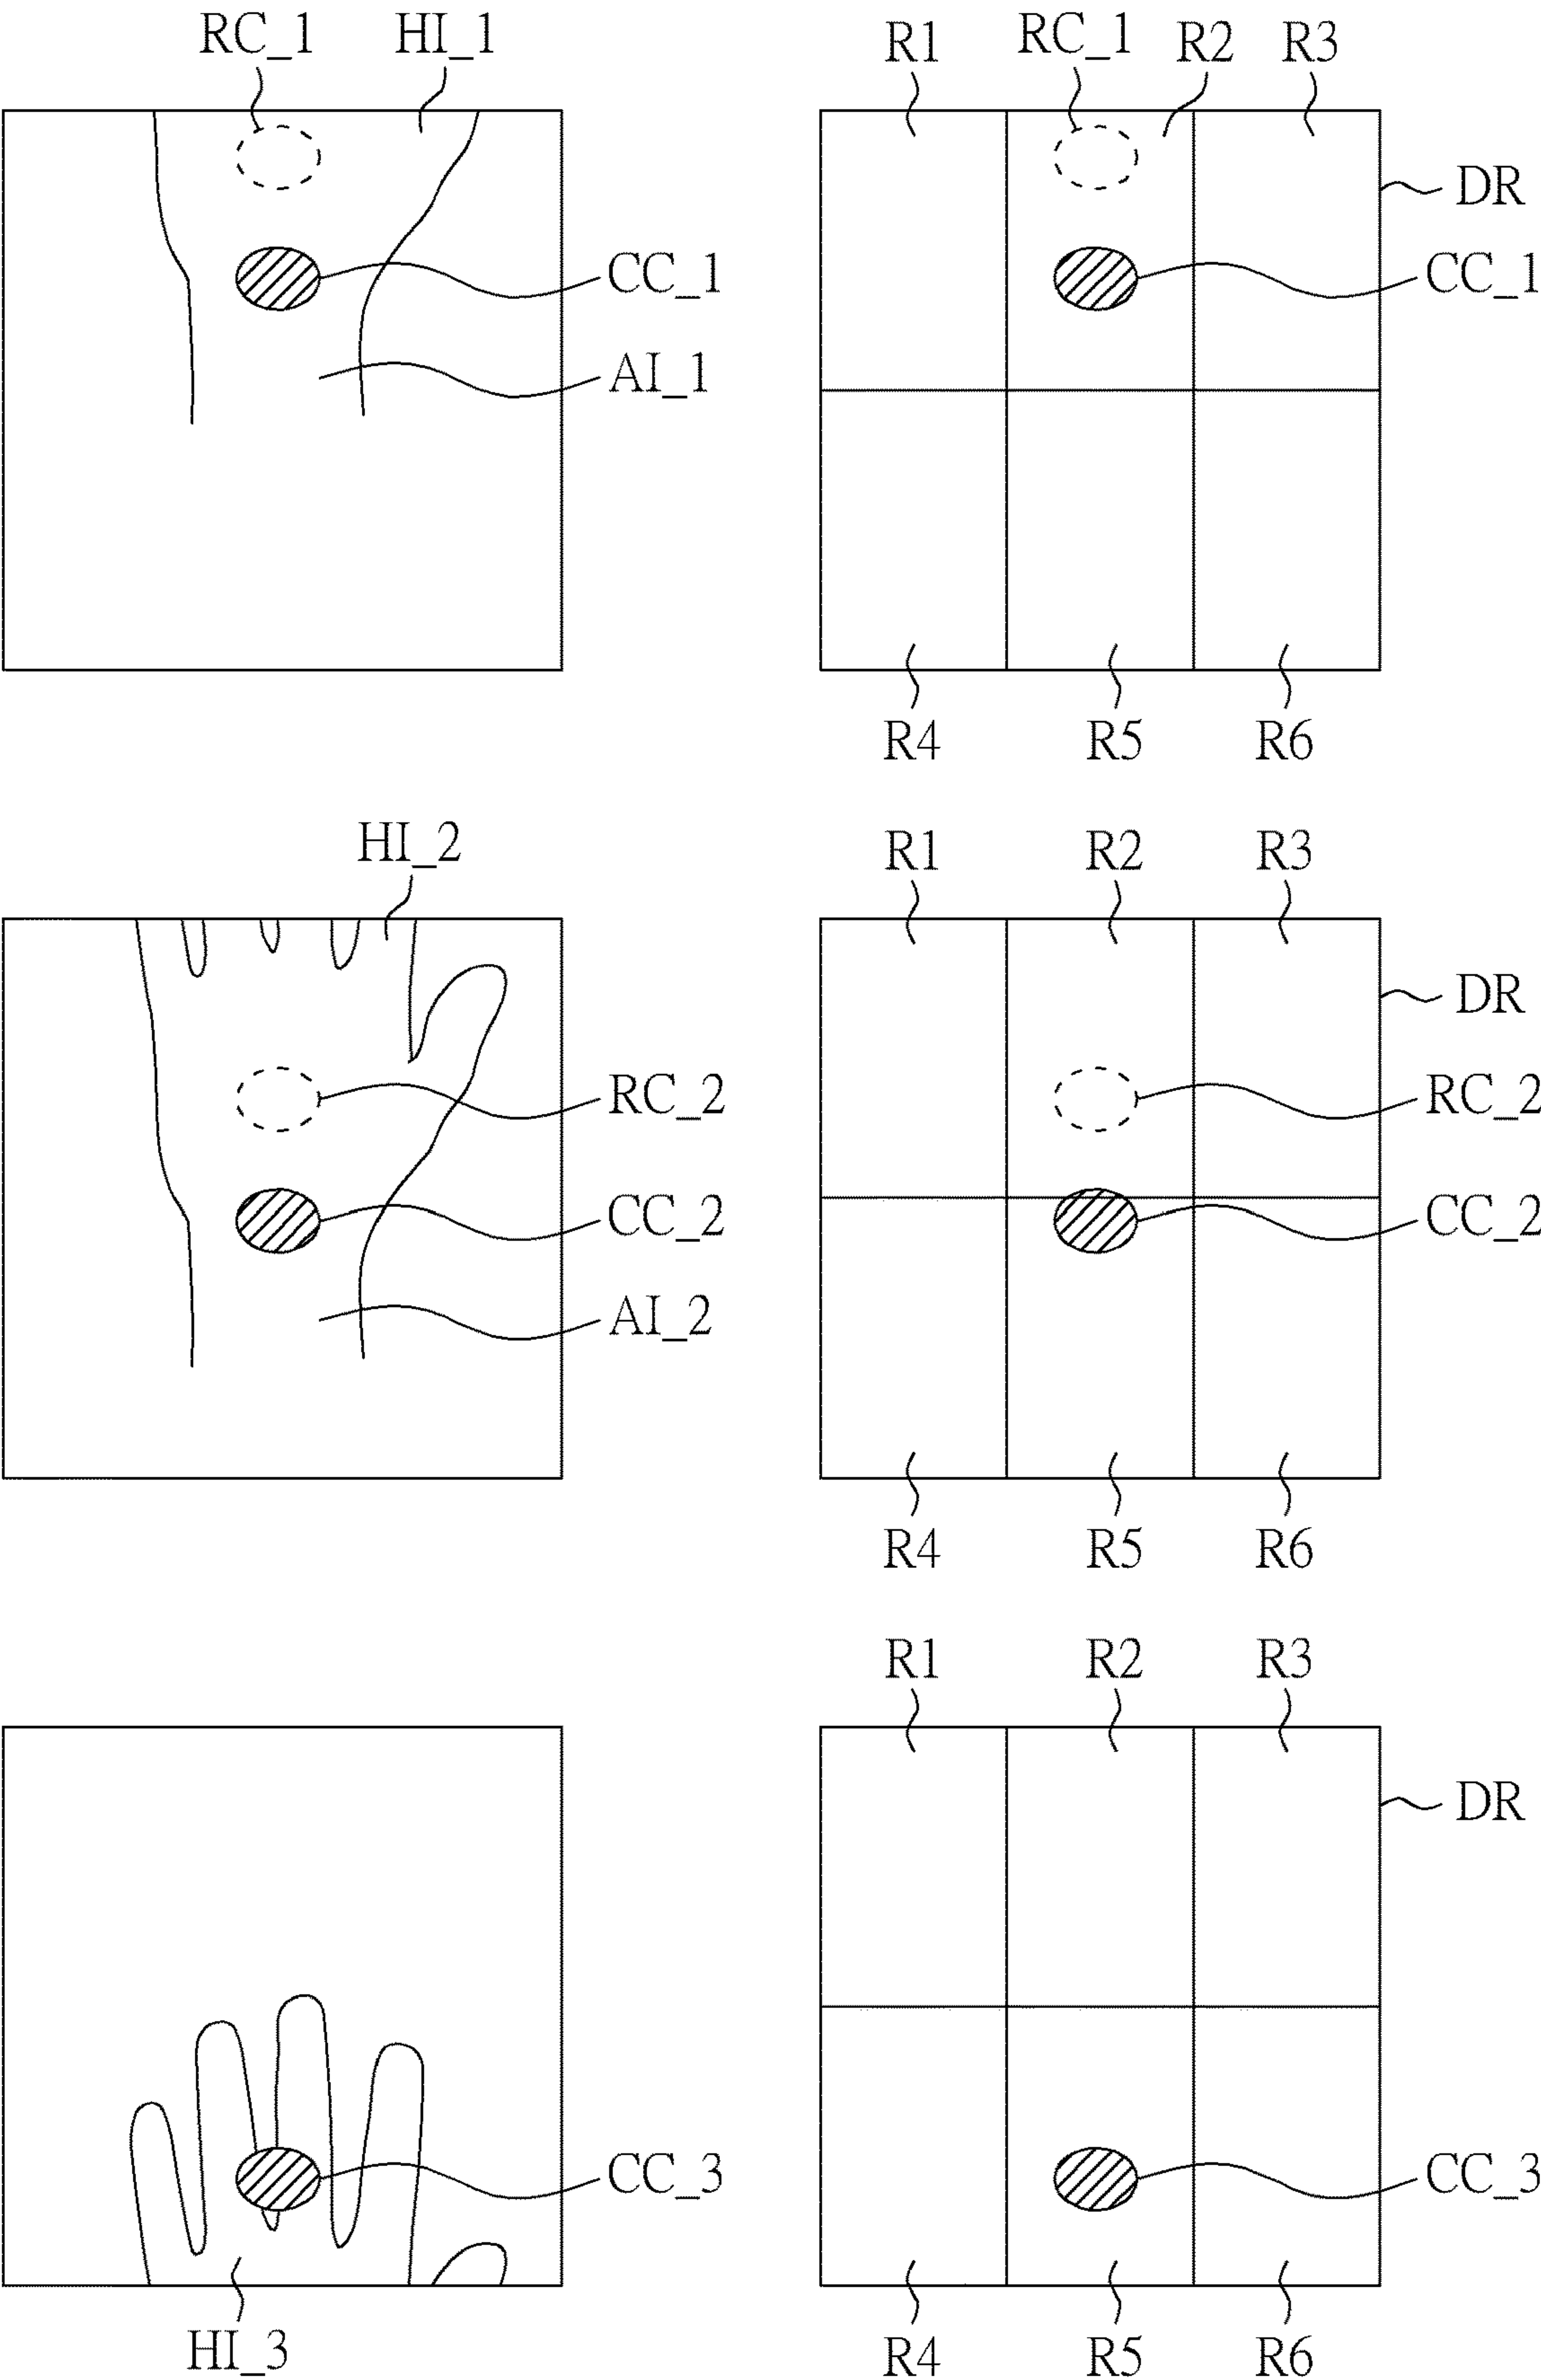 RC_1 HI_1 R1 RC_1 R2 R3
DR
CC_1 CC_1
AI_1
R4 R5 R6
HI_2 R1 R2 R3
DR
RC_2 RC_2
CC_2 CC_2
AI_2
R4 R5 R6
R1 R2 R3
DR
CC_3 CC_3
HI_3 R4 R5 R6